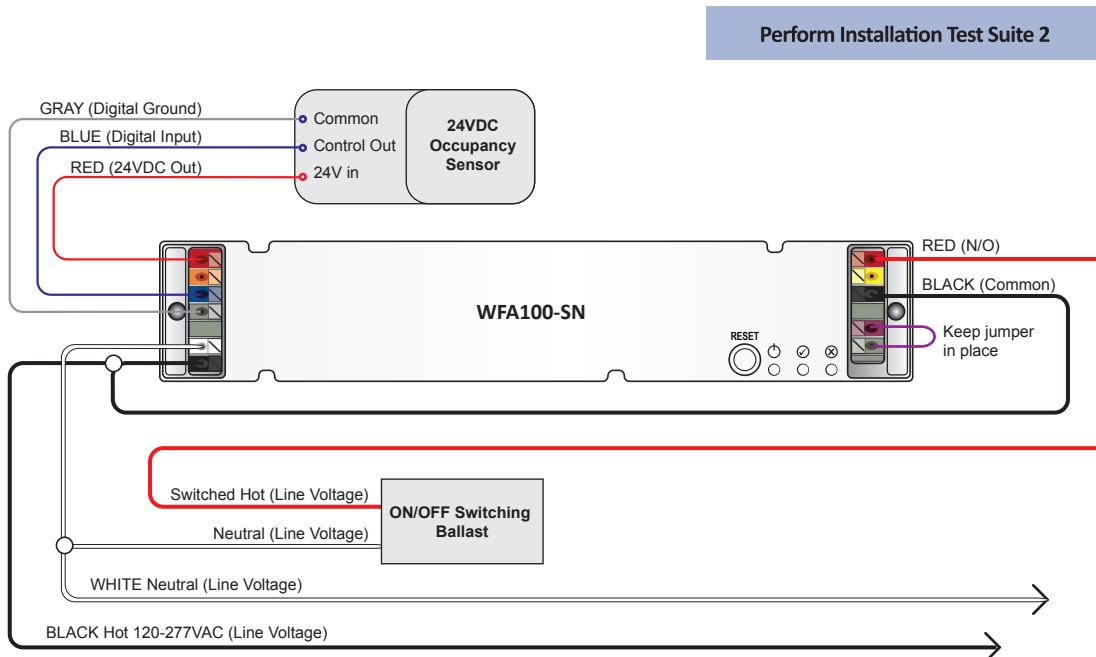 Perform Installation Test Suite 2
GRAY (Digital Ground)
BLUE (Digital Input)
RED (24VDC Out)
Common
Control Out
24V in
24VDC
Occupancy
Sensor
RED (N/O)
BLACK (Common)
WFA100-SN
RESET
Keep jumper
in place
Switched Hot (Line Voltage)
Neutral (Line Voltage)
ON/OFF Switching
Ballast
WHITE Neutral (Line Voltage)
BLACK Hot 120-277VAC (Line Voltage)